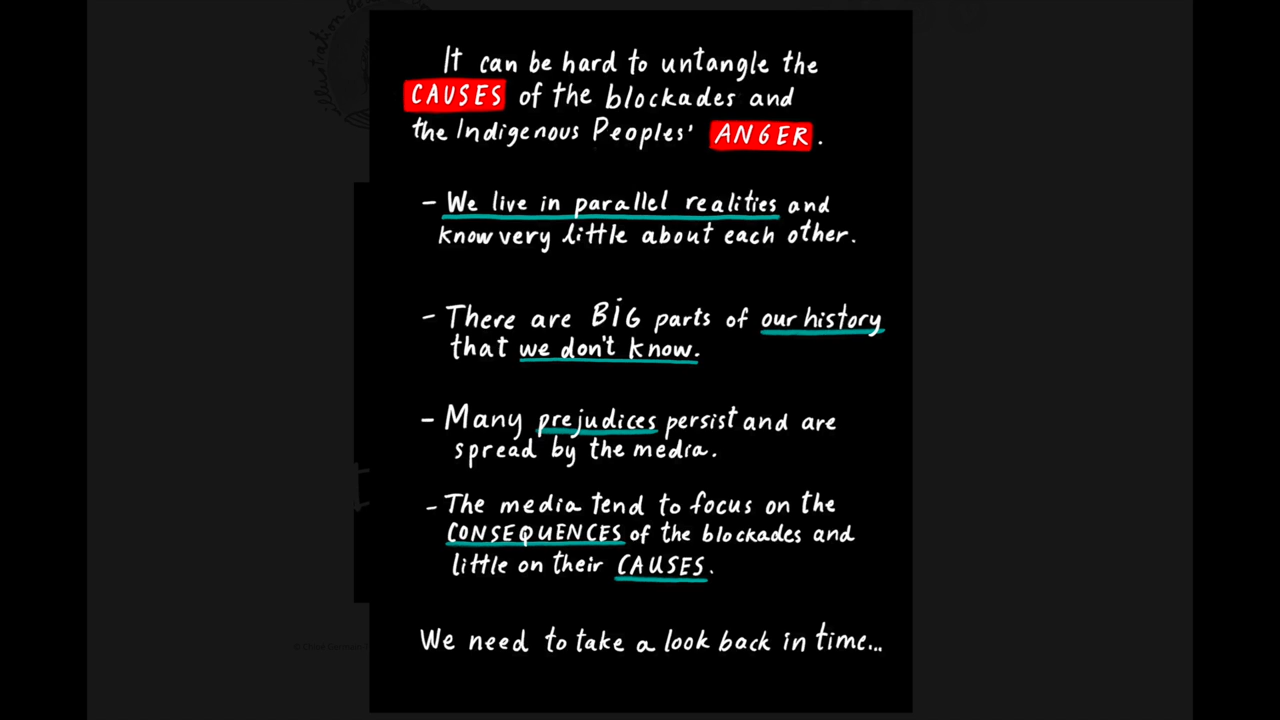 It can be hard to untangle the
CAUSES of the blockades and
the Indigenous Peoples' ANGER.
- We live in parallel realities and
know very little about each other.
- There are BIG parts of our history
that we don't know.
- Many prejudices persist and are
spread by the media.
- The media tend to focus on the
CONSEQUENCES of the blockades and
little on their CAUSES.
We need to take a look back in time...